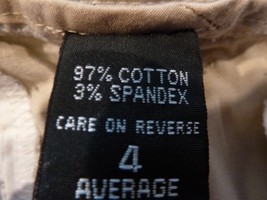 97% COTTON
3% SPANDEX
CARE ON REVERSE
4
AVERAGE